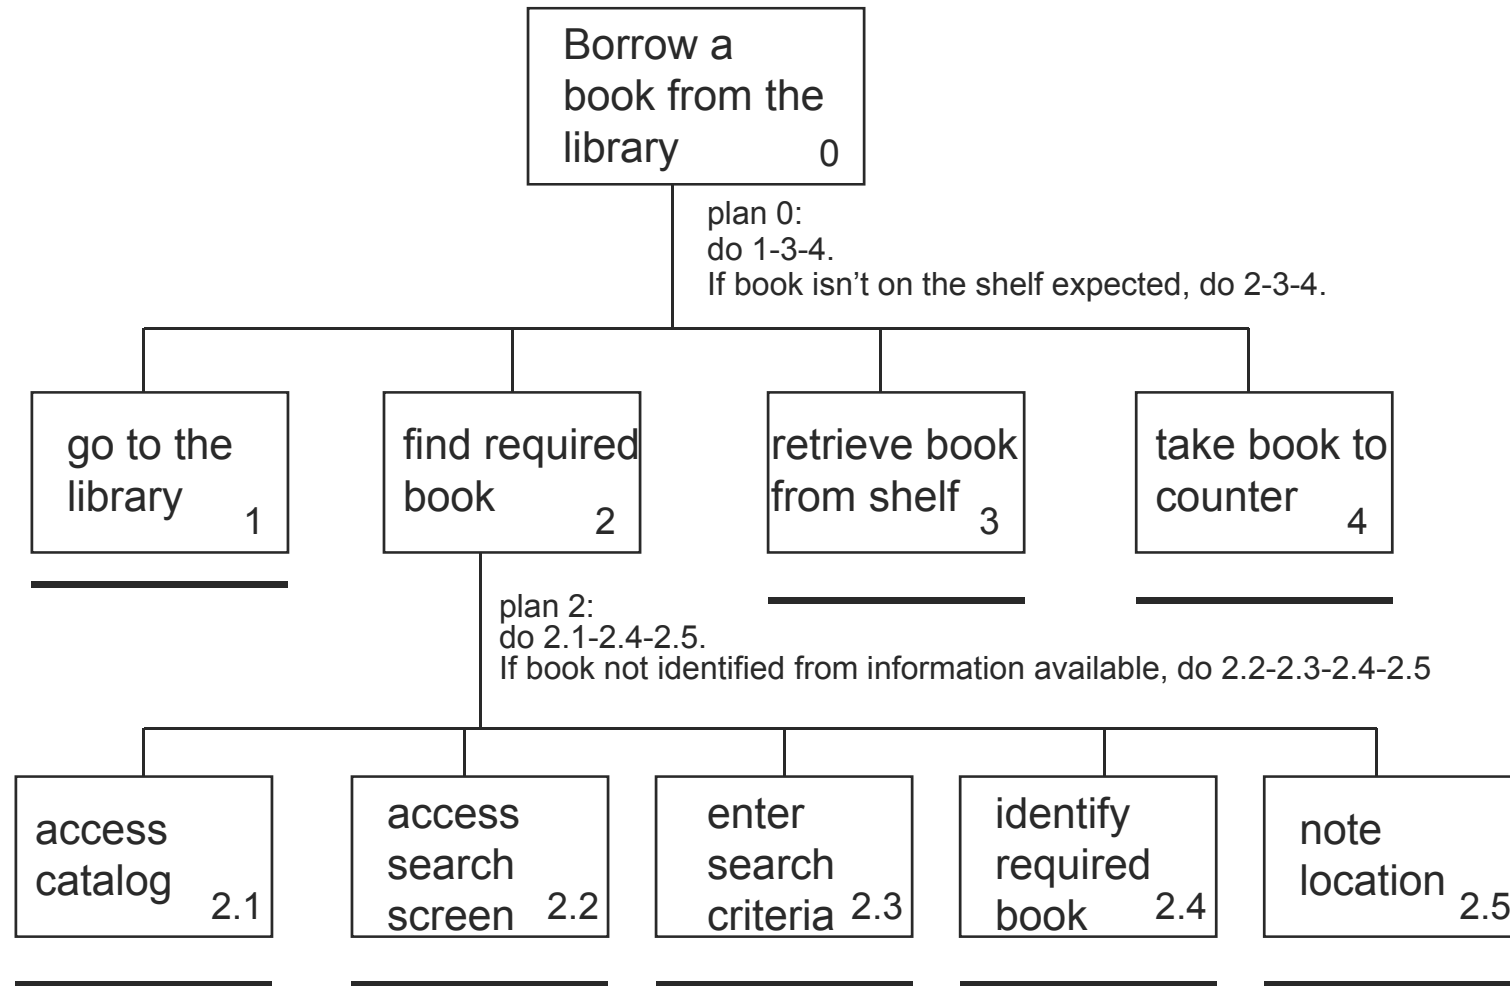 Borrow a
book from the
library 0
plan 0:
do 1-3-4.
If book isn’t on the shelf expected, do 2-3-4.
go to the
library 1
find required
book 2
retrieve book
from shelf 3
take book to
counter 4
plan 2:
do 2.1-2.4-2.5.
If book not identified from information available, do 2.2-2.3-2.4-2.5
access
catalog 2.1
access
search
screen 2.2
enter
search
criteria 2.3
identify
required
book 2.4
note
location 2.5